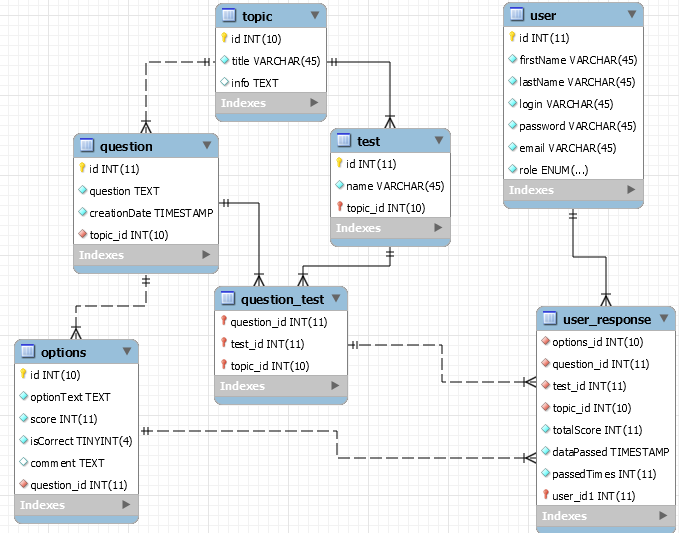 topic
id INT(10)
title VARCHAR(45)
info TEXT
Indexes
user
id INT(11)
firstName VARCHAR(45)
lastName VARCHAR(45)
login VARCHAR(45)
password VARCHAR(45)
email VARCHAR(45)
role ENUM(...)
Indexes
question
id INT(11)
question TEXT
creationDate TIMESTAMP
topic_id INT(10)
Indexes
test
id INT(11)
name VARCHAR(45)
topic_id INT(10)
Indexes
question_test
question_id INT(11)
test_id INT(11)
topic_id INT(10)
Indexes
options
id INT(10)
optionText TEXT
score INT(11)
isCorrect TINYINT(4)
comment TEXT
question_id INT(11)
Indexes
user_response
options_id INT(10)
question_id INT(11)
test_id INT(11)
topic_id INT(10)
totalScore INT(11)
dataPassed TIMESTAMP
passedTimes INT(11)
user_id1 INT(11)
Indexes